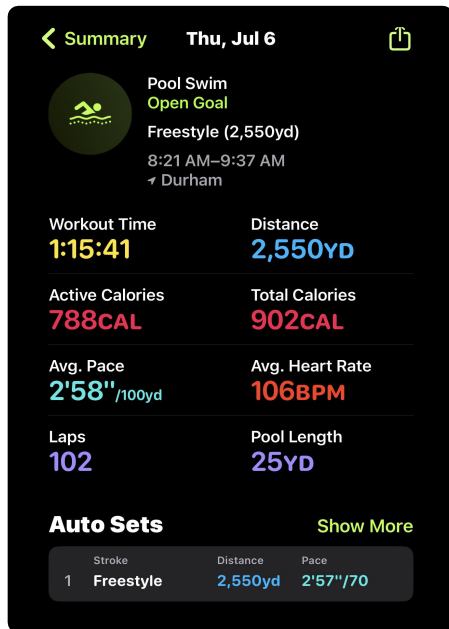 Summary
Thu, Jul 6
Pool Swim
Open Goal
Freestyle (2,550yd)
8:21 AM–9:37 AM
Durham
Workout Time
Distance
1:15:41
2,550YD
Active Calories
Total Calories
788CAL
902CAL
Avg. Pace
Avg. Heart Rate
2'58"/100yd
106BPM
Laps
Pool Length
102
25YD
Auto Sets
Show More
Stroke
Distance
Pace
1
Freestyle
2,550yd
2'57"/70